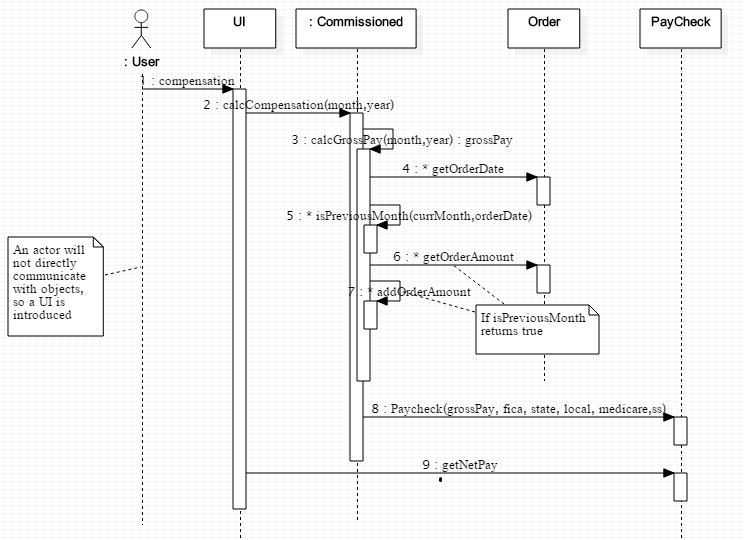 UI
: Commissioned
Order
PayCheck
: User
1 : compensation
2 : calcCompensation(month,year)
3 : calcGrossPay(month,year) : grossPay
4 : * getOrderDate
5 : * isPreviousMonth(currMonth,orderDate)
An actor will
not directly
communicate
with objects,
so a UI is
introduced
6 : * getOrderAmount
7 : * addOrderAmount
If isPreviousMonth
returns true
8 : Paycheck(grossPay, fica, state, local, medicare,ss)
9 : getNetPay